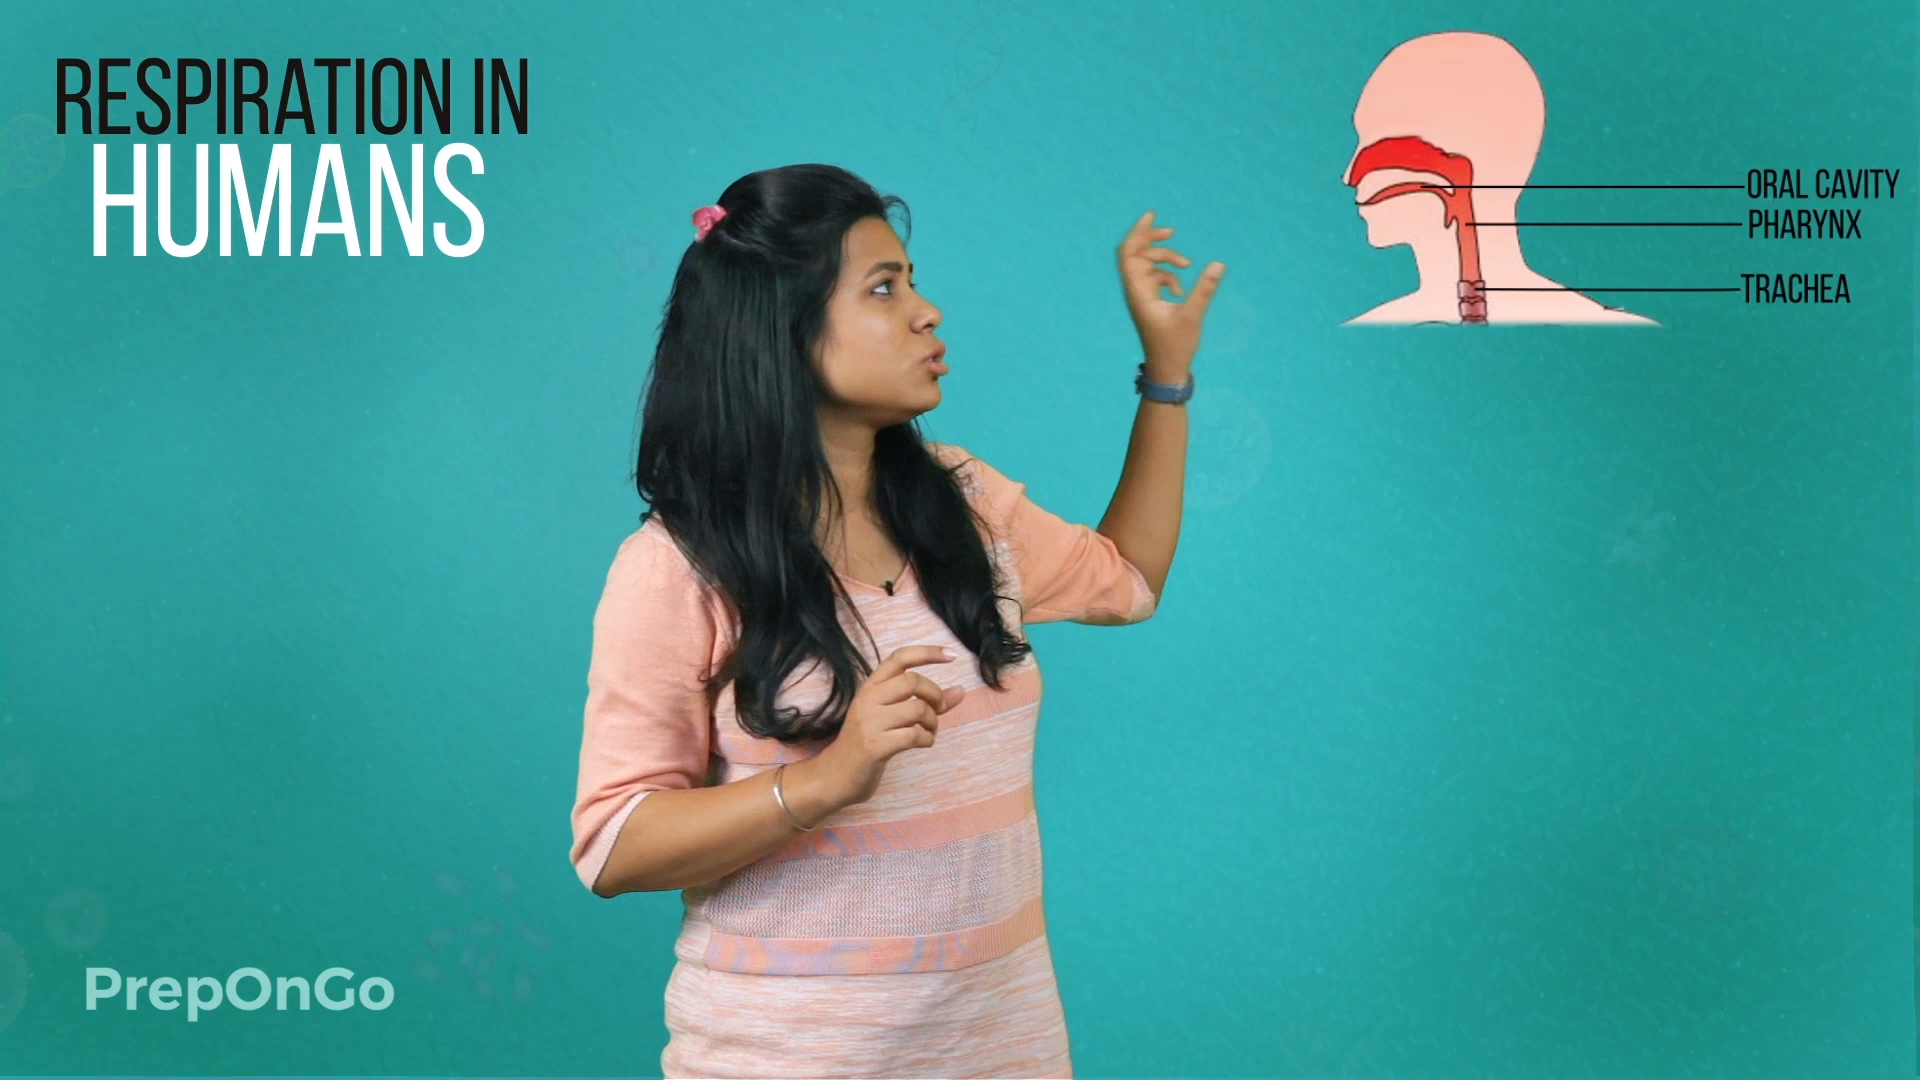 RESPIRATION IN
HUMANS
ORAL CAVITY
PHARYNX
TRACHEA
PrepOnGo